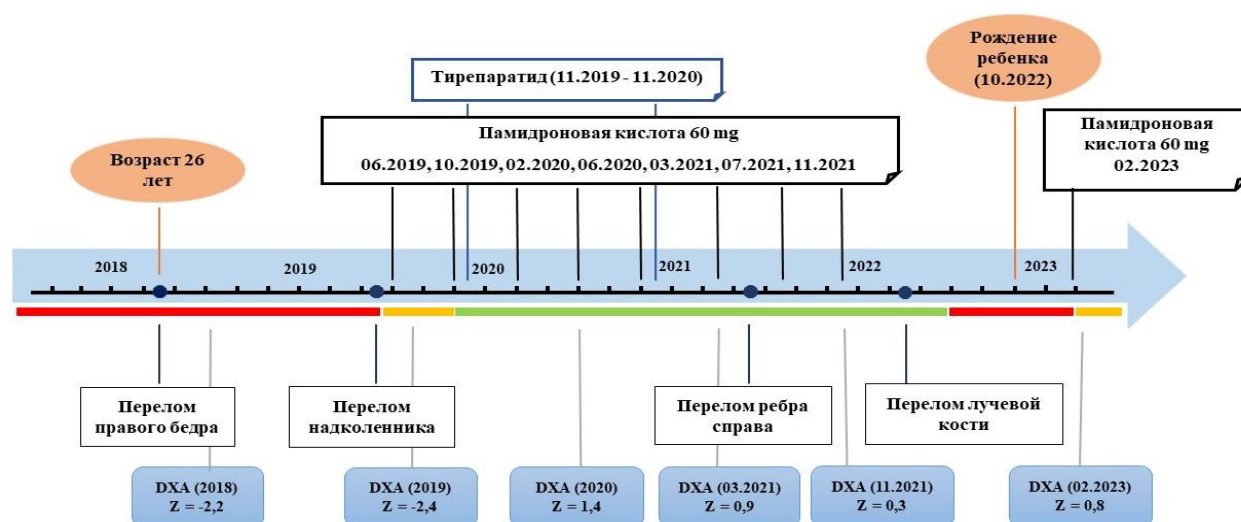 Рождение
ребенка
(10.2022)
Тирепаратид (11.2019 - 11.2020)
Памидроновая кислота 60 mg
06.2019, 10.2019, 02.2020, 06.2020, 03.2021, 07.2021, 11.2021
Памидроновая
кислота 60 mg
02.2023
Возраст 26
лет
2018
2019
2020
2021
2022
2023
Перелом
правого бедра
Перелом
надколенника
Перелом ребра
справа
Перелом лучевой
кости
DXA (2018)
Z = -2,2
DXA (2019)
Z = -2,4
DXA (2020)
Z = 1,4
DXA (03.2021)
Z = 0,9
DXA (11.2021)
Z = 0,3
DXA (02.2023)
Z = 0,8